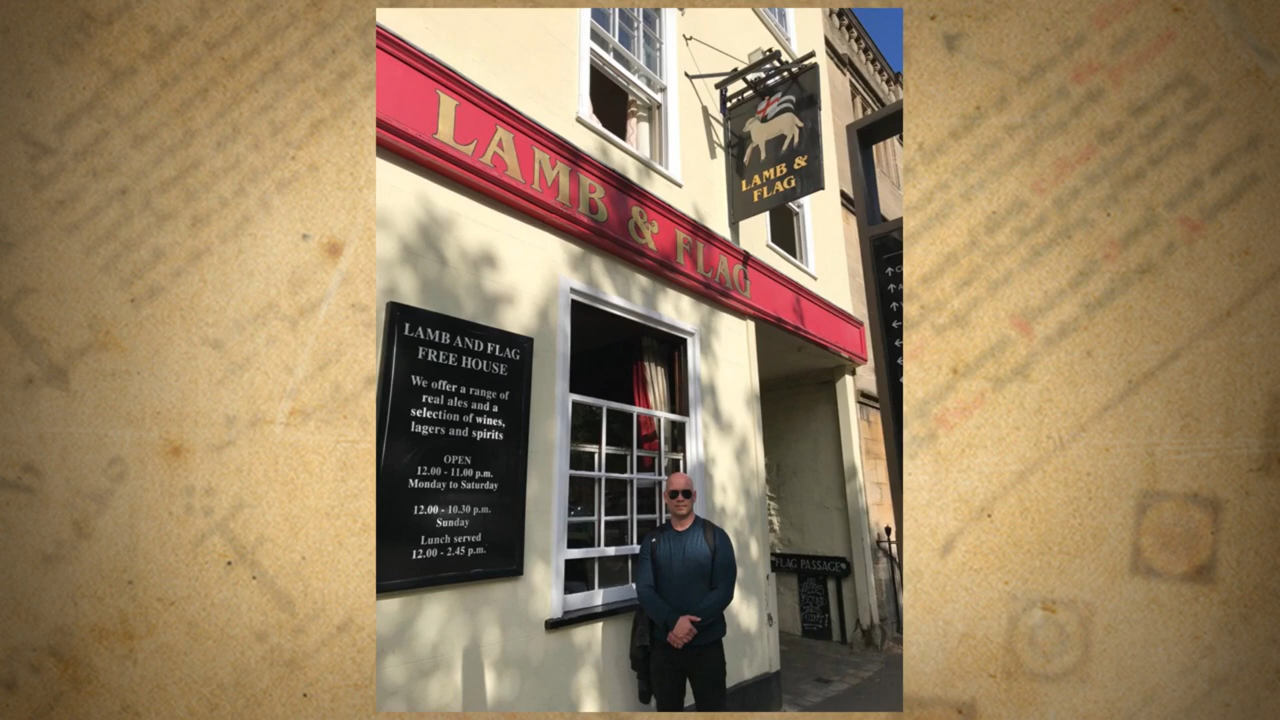 LAMB & FLAG
LAMB &
FLAG
LAMB AND FLAG
FREE HOUSE
We offer a range of
real ales and a
selection of wines,
lagers and spirits
OPEN
12.00 - 11.00 p.m.
Monday to Saturday
12.00 - 10.30 p.m.
Sunday
Lunch served
12.00 - 2.45 p.m.
FLAG PASSAGE